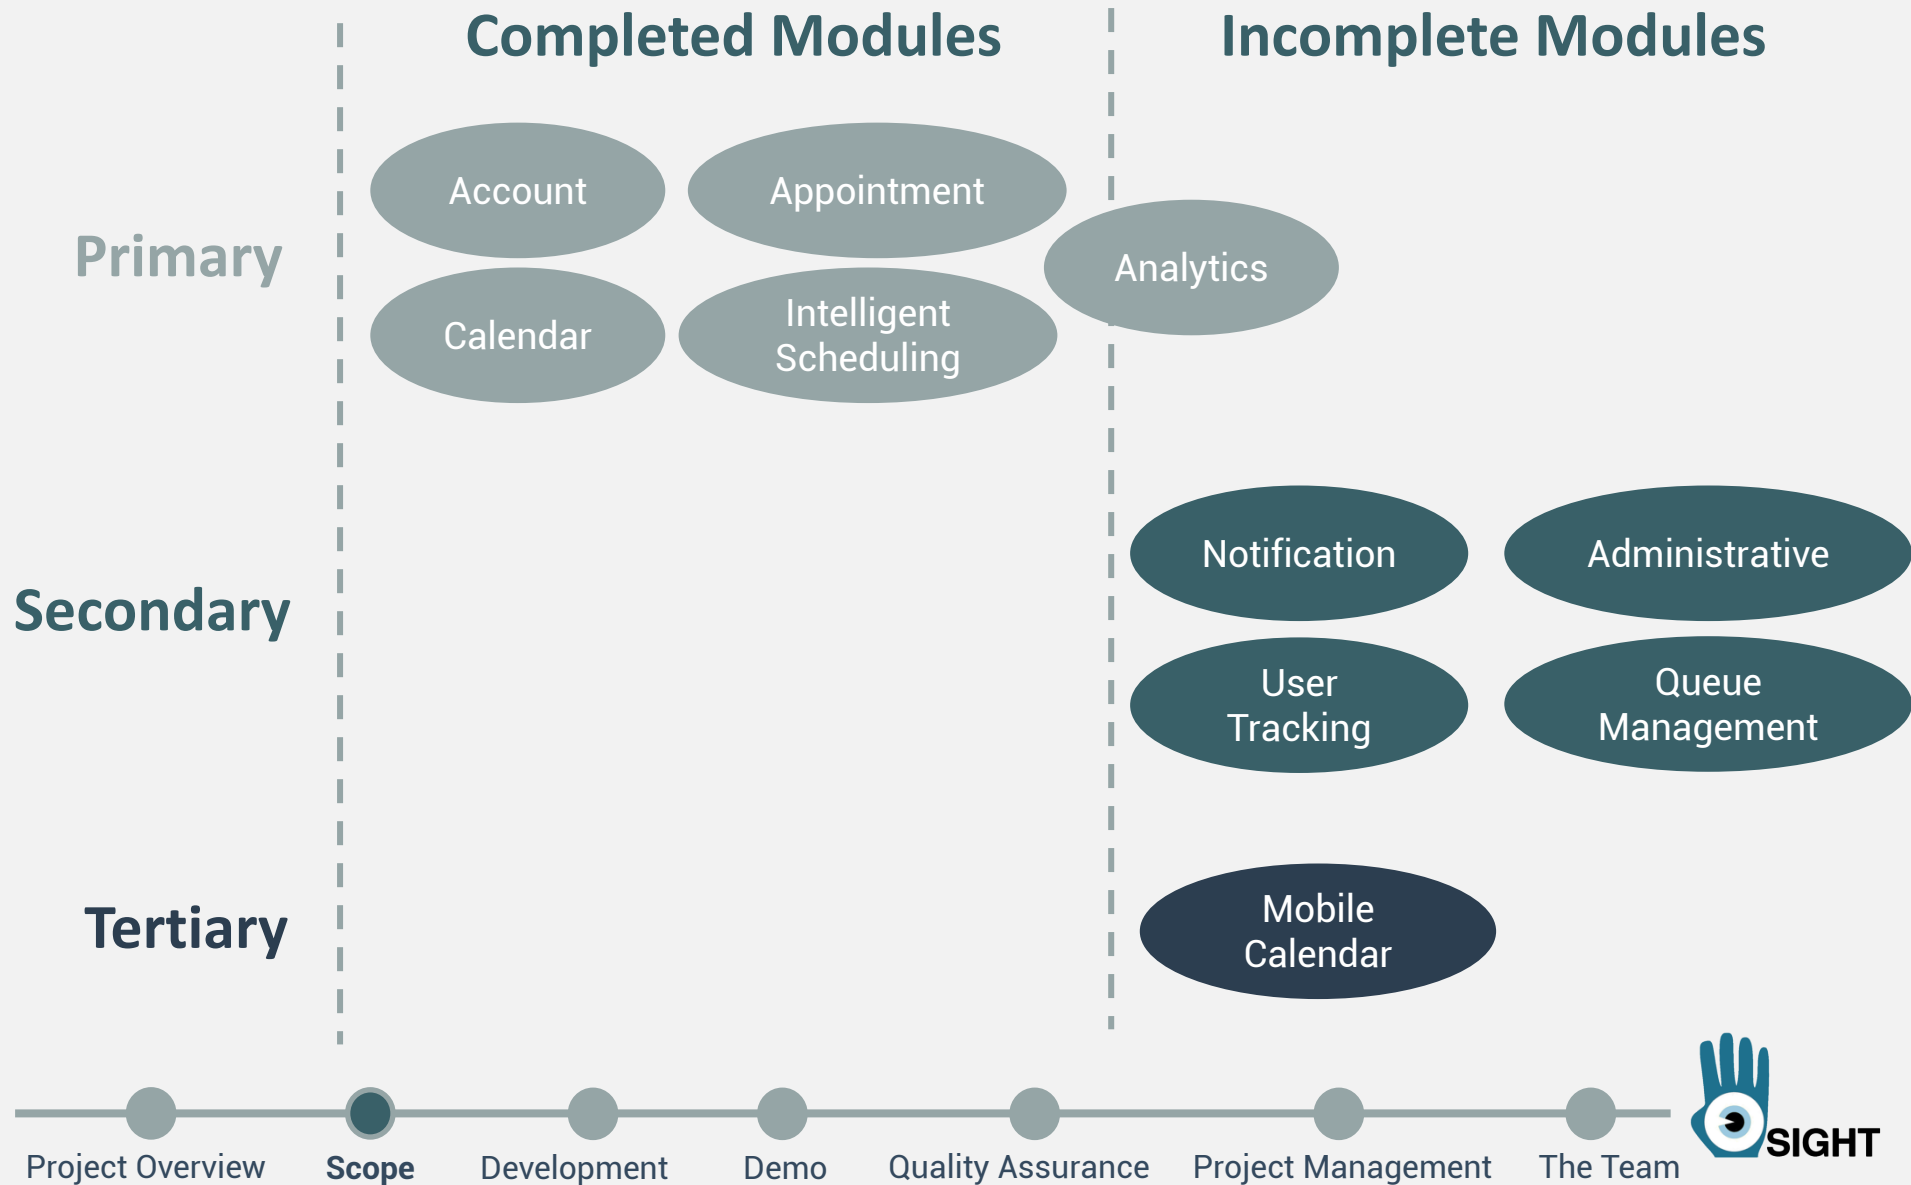 Completed Modules
Incomplete Modules
Primary
Account
Appointment
Analytics
Calendar
Intelligent
Scheduling
Secondary
Notification
Administrative
User
Tracking
Queue
Management
Tertiary
Mobile
Calendar
Project Overview
Scope
Development
Demo
Quality Assurance
Project Management
The Team
SIGHT